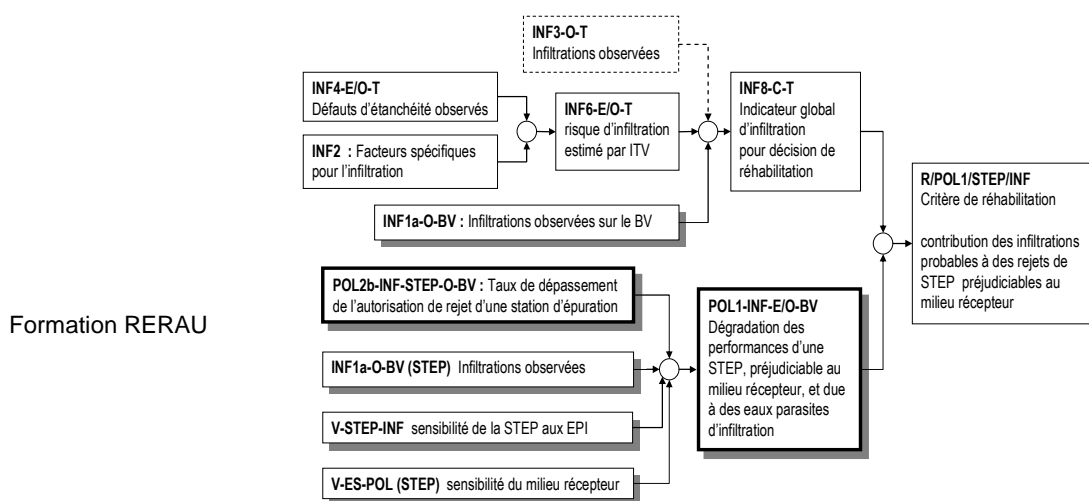 INF3-O-T
Infiltrations observées
INF4-E/O-T
Défauts d'étanchéité observés
INF2 : Facteurs spécifiques
pour l'infiltration
INF6-E/O-T
risque d'infiltration
estimé par ITV
INF8-C-T
Indicateur global
d'infiltration
pour décision de
réhabilitation
INF1a-O-BV : Infiltrations observées sur le BV
R/POL1/STEP/INF
Critère de réhabilitation
contribution des infiltrations
probables à des rejets de
STEP préjudiciables au
milieu récepteur
Formation RERAU
POL2b-INF-STEP-O-BV : Taux de dépassement
de l'autorisation de rejet d'une station d'épuration
INF1a-O-BV (STEP) Infiltrations observées
V-STEP-INF sensibilité de la STEP aux EPI
V-ES-POL (STEP) sensibilité du milieu récepteur
POL1-INF-E/O-BV
Dégradation des
performances d'une
STEP, préjudiciable au
milieu récepteur, et due
à des eaux parasites
d'infiltration